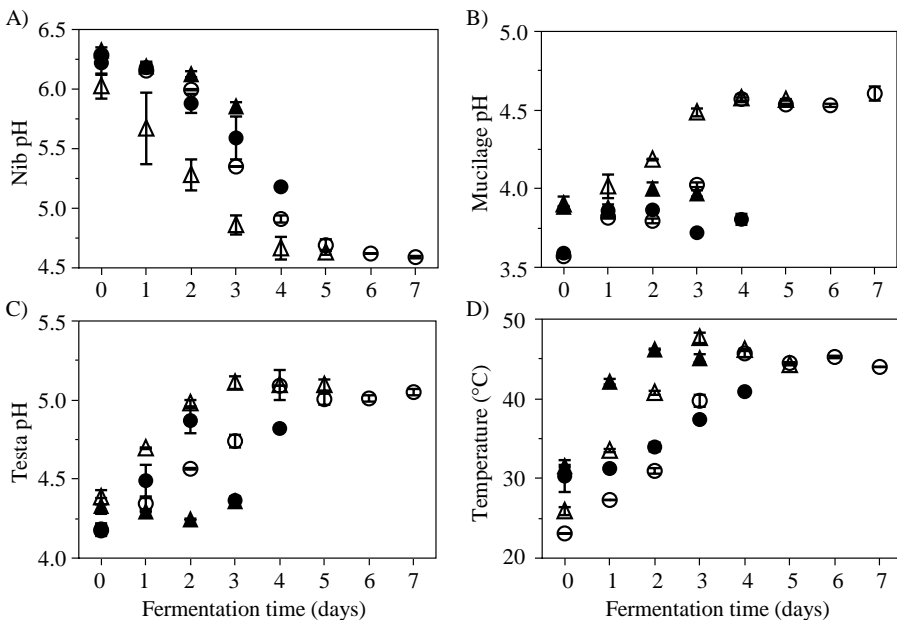 A)
6.5
6.0
5.5
5.0
4.5
Nib pH
0 1 2 3 4 5 6 7
B)
5.0
4.5
4.0
3.5
Mucilage pH
0 1 2 3 4 5 6 7
C)
5.5
5.0
4.5
4.0
Testa pH
0 1 2 3 4 5 6 7
Fermentation time (days)
D)
50
40
30
20
Temperature (°C)
0 1 2 3 4 5 6 7
Fermentation time (days)